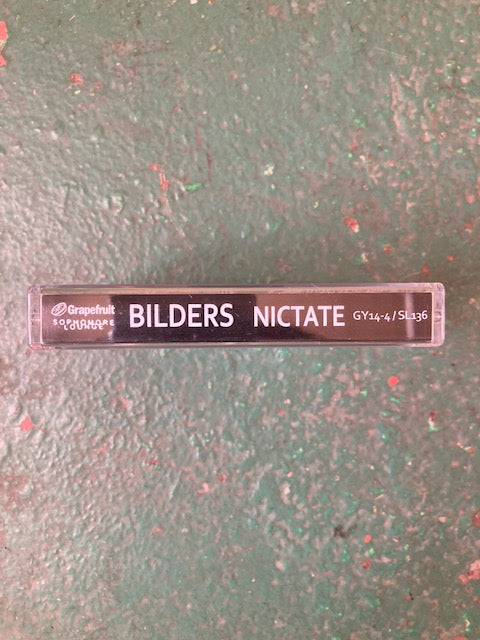 Grapefruit
SOPHOMORE
LOUNGE
BILDERS NICTATE GY14-4/SL136